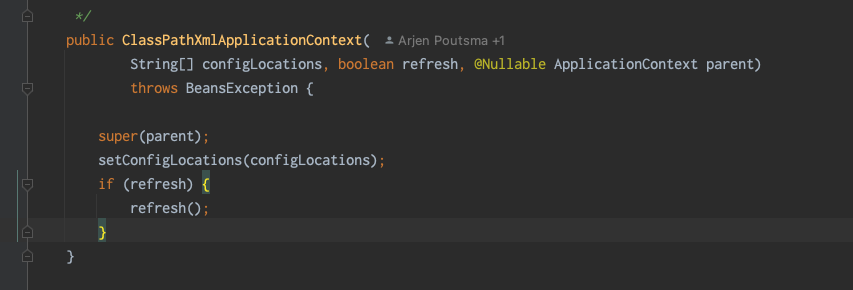 */
public ClassPathXmlApplicationContext( Arjen Poutsma +1
String[] configLocations, boolean refresh, @Nullable ApplicationContext parent)
throws BeansException {
super(parent);
setConfigLocations(configLocations);
if (refresh) {
refresh();
}
}